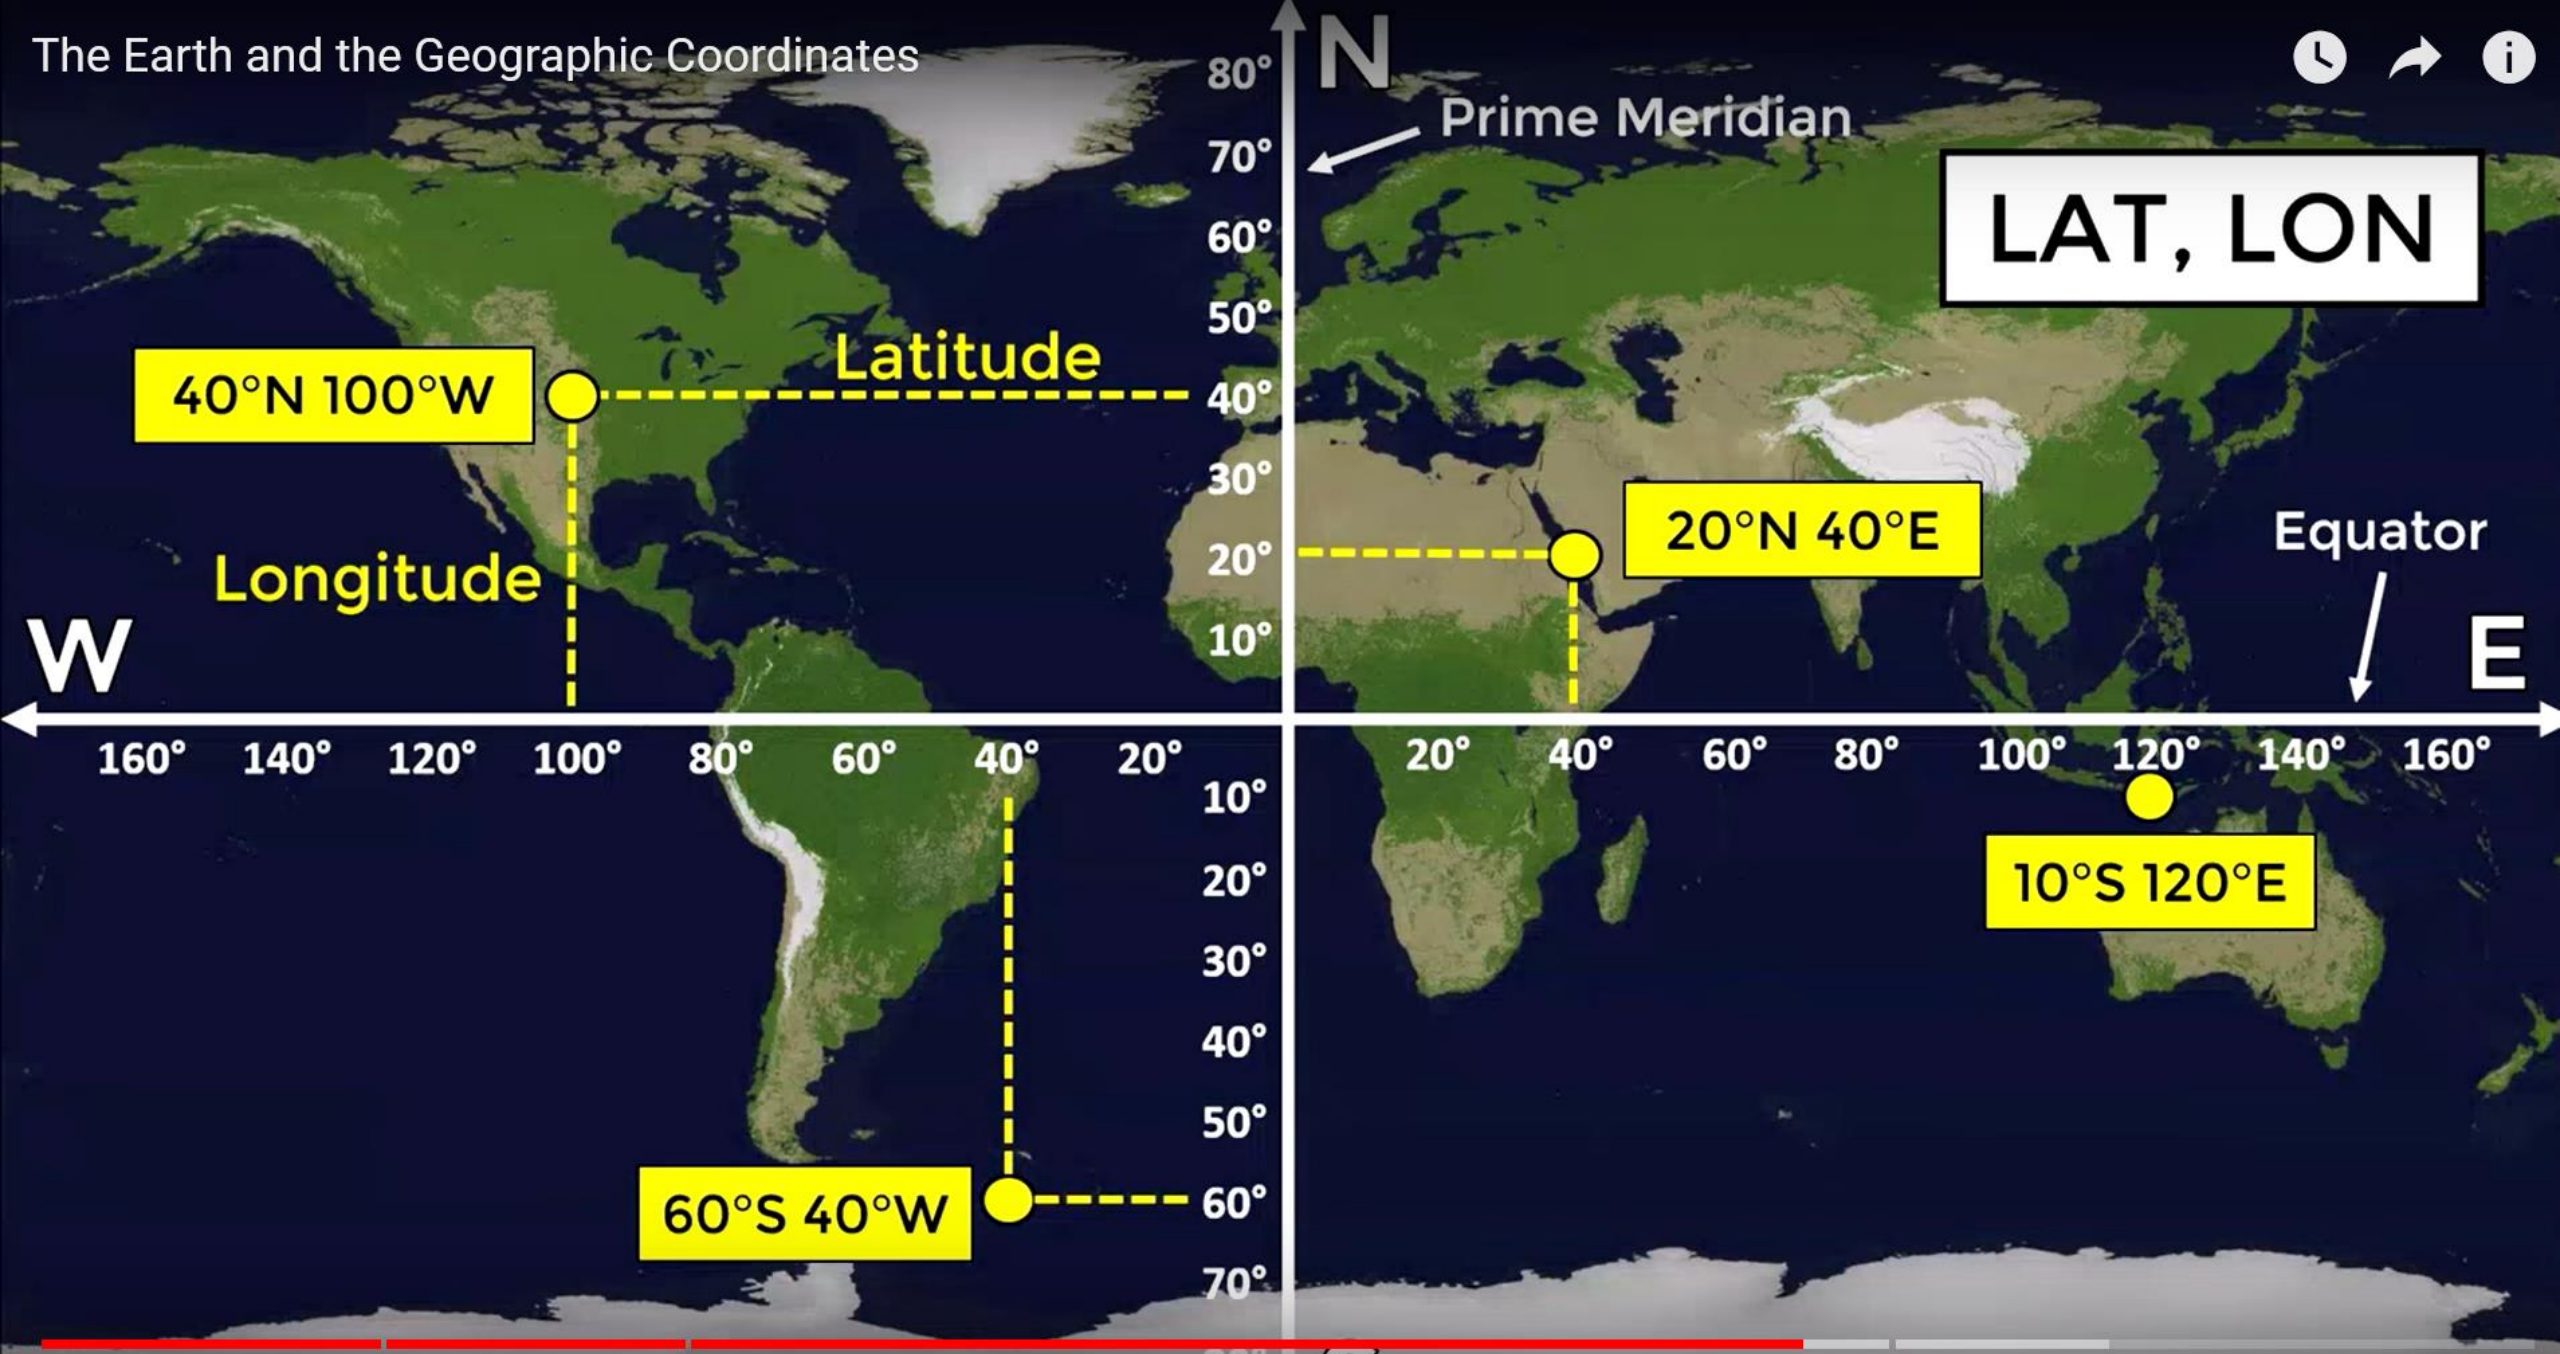 The Earth and the Geographic Coordinates
N
Prime Meridian
LAT, LON
80°
70°
60°
50°
40°
30°
20°
10°
Latitude
40°N 100°W
Longitude
20°N 40°E
Equator
W
E
160° 140° 120° 100° 80° 60° 40° 20° 20° 40° 60° 80° 100° 120° 140° 160°
10°
20°
30°
40°
50°
60°
70°
10°S 120°E
60°S 40°W